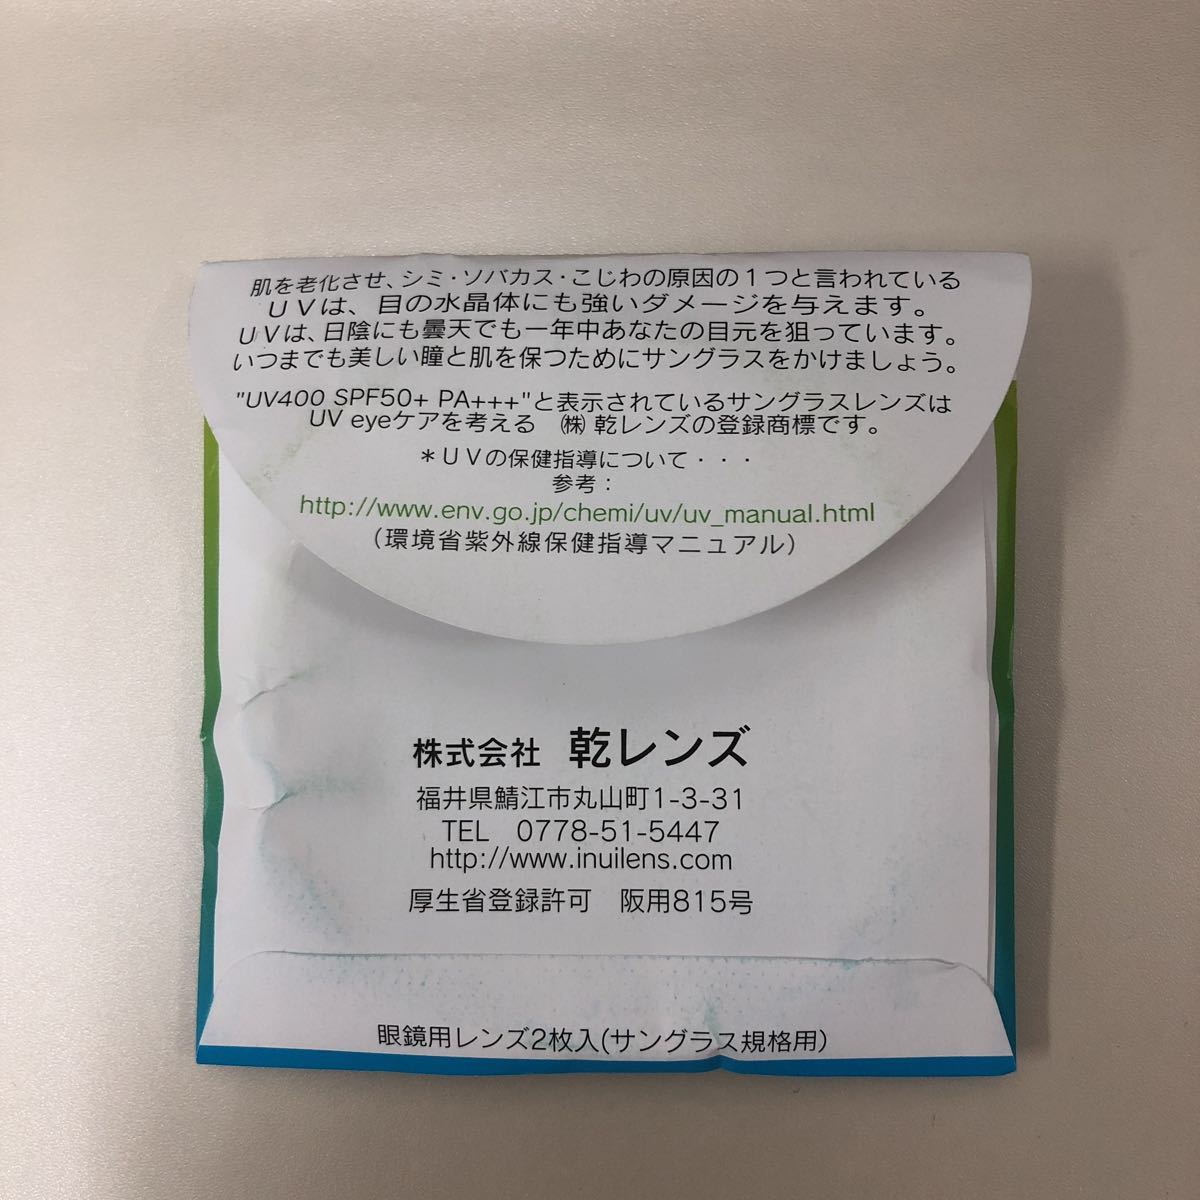 肌を老化させ、シミ・ソバカス・こじわの原因の１つと言われている
ＵＶは、目の水晶体にも強いダメージを与えます。
ＵＶは、日陰にも曇天でも一年中あなたの目元を狙っています。
いつまでも美しい瞳と肌を保つためにサングラスをかけましょう。
"UV400 SPF50+ PA+++"と表示されているサングラスレンズは
UV eyeケアを考える　㈱ 乾レンズの登録商標です。
＊ＵＶの保健指導について・・・
参考：
http://www.env.go.jp/chemi/uv/uv_manual.html
（環境省紫外線保健指導マニュアル）
株式会社 乾レンズ
福井県鯖江市丸山町1-3-31
TEL　0778-51-5447
http://www.inuilens.com
厚生省登録許可　阪用815号
眼鏡用レンズ2枚入(サングラス規格用)